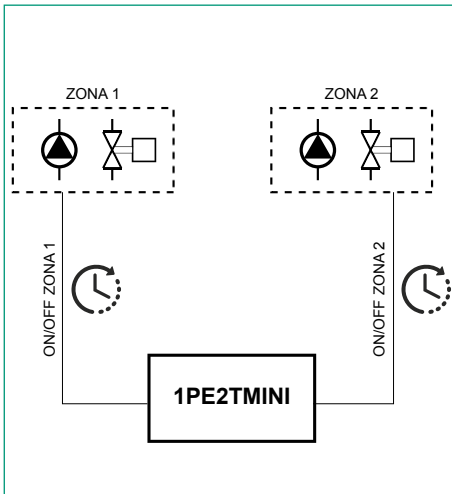 ZONA 1
ZONA 2
ON/OFF ZONA 1
ON/OFF ZONA 2
1PE2TMINI